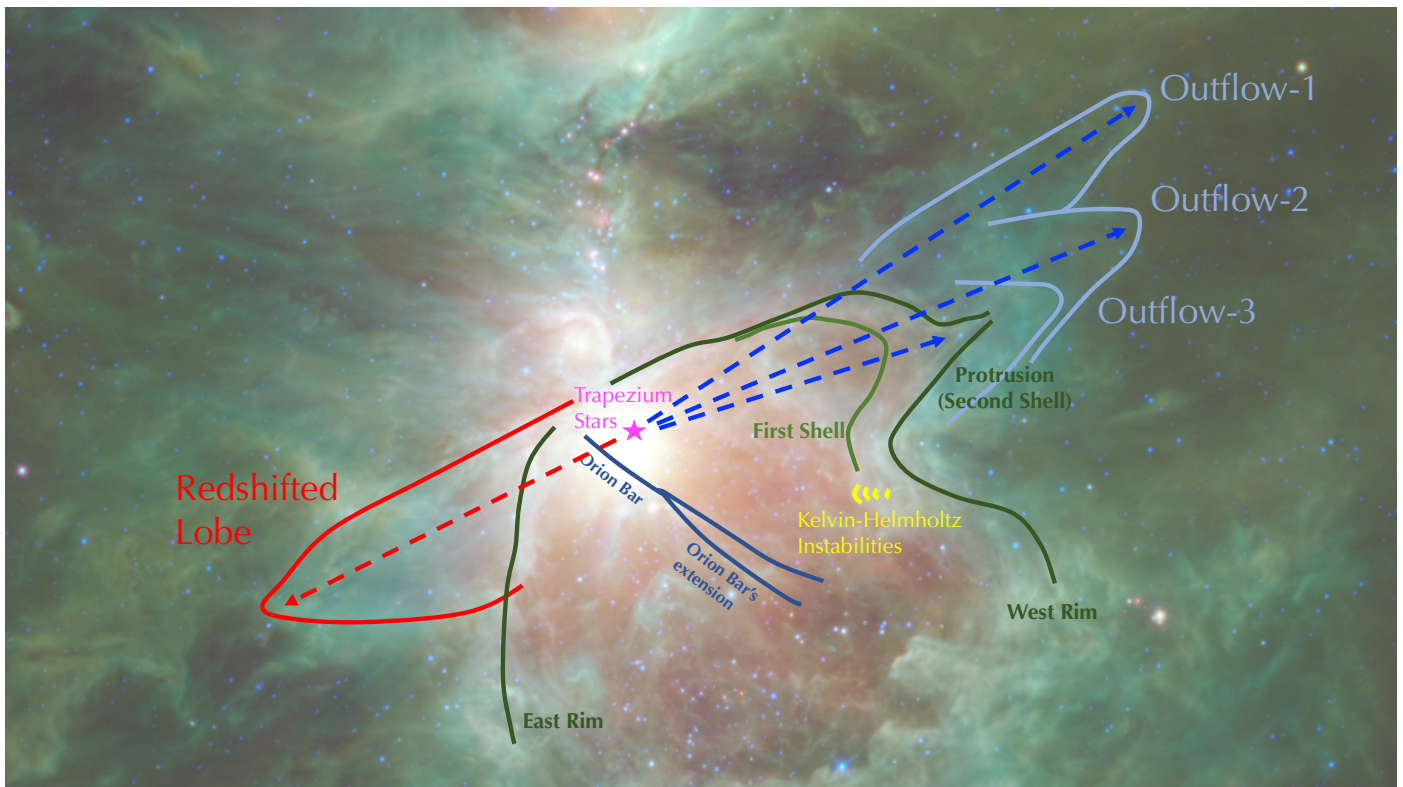 Outflow-1
Outflow-2
Outflow-3
Protrusion
(Second Shell)
Trapezium
Stars
First Shell
Orion Bar
Redshifted
Lobe
Kelvin-Helmholtz
Instabilities
Orion Bar's
extension
West Rim
East Rim